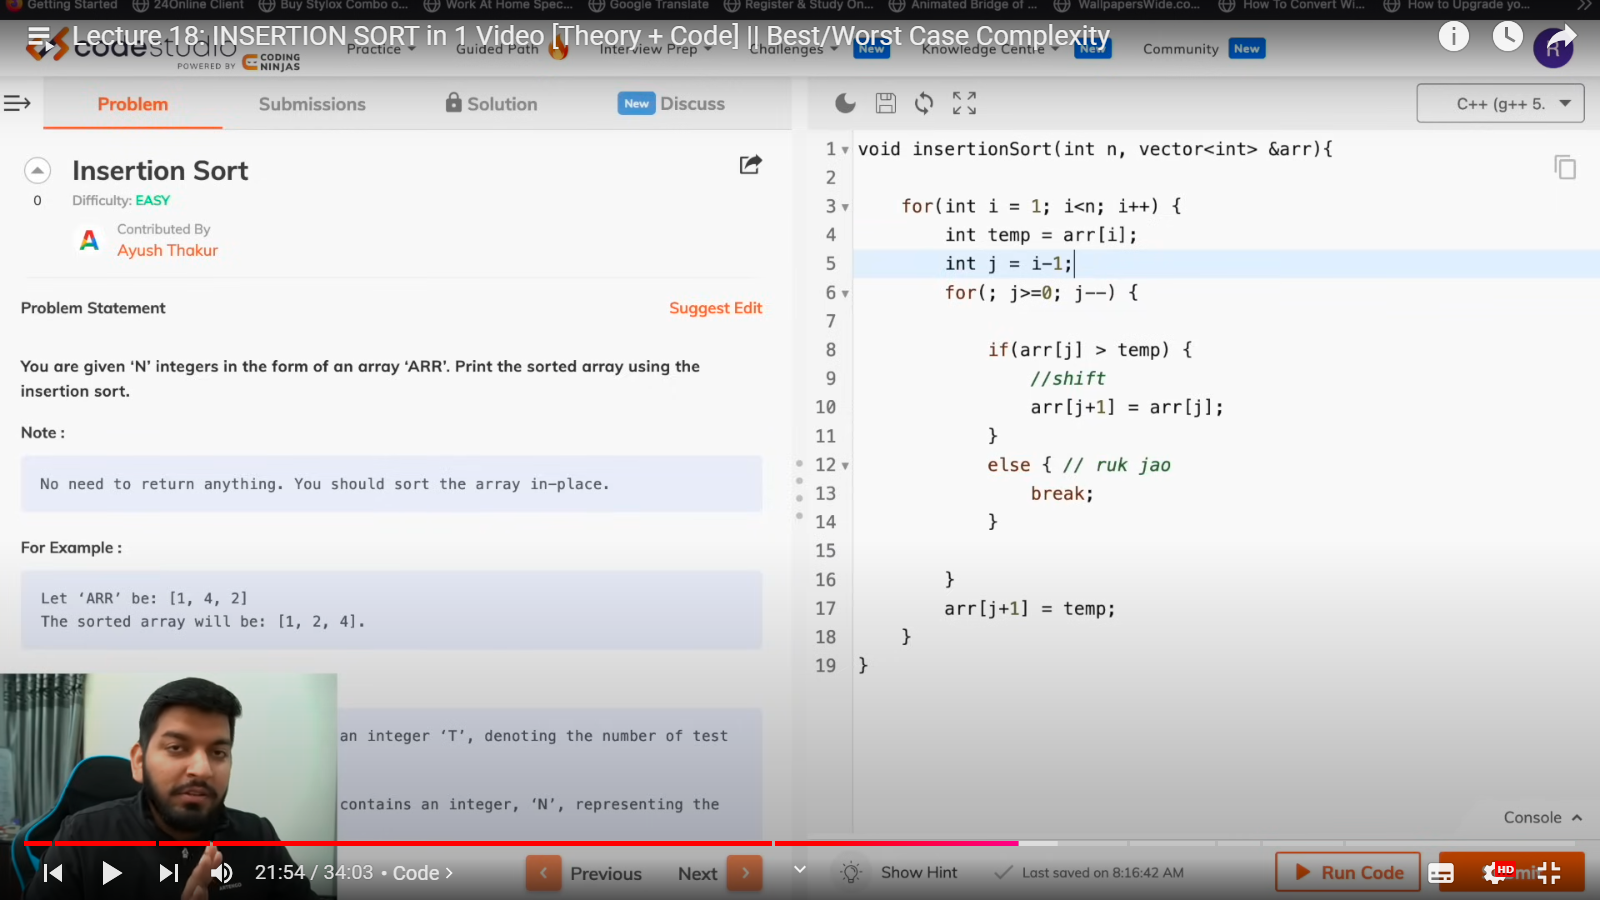 Getting Started
24Online Client
Buy Stylox Combo o...
Work At Home Spec...
Google Translate
Register & Study On...
Animated Bridge of ...
WallpapersWide.co...
How To Convert Wi...
How to Upgrade yo...
Lecture 18: INSERTION SORT in 1 Video [Theory + Code] || Best/Worst Case Complexity
codestudio
POWERED BY CODING NINJAS
Practice
Guided Path
Interview Prep
Challenges
New
Knowledge Centre
New
Community
New
R
Problem
Submissions
Solution
New Discuss
C++ (g++ 5.
Insertion Sort
0
Difficulty: EASY
Contributed By
Ayush Thakur
Problem Statement
Suggest Edit
You are given ‘N’ integers in the form of an array ‘ARR’. Print the sorted array using the
insertion sort.
Note :
No need to return anything. You should sort the array in-place.
For Example :
Let ‘ARR’ be: [1, 4, 2]
The sorted array will be: [1, 2, 4].
an integer ‘T’, denoting the number of test
contains an integer, ‘N’, representing the
1 void insertionSort(int n, vector<int> &arr){
2
3 for(int i = 1; i<n; i++) {
4 int temp = arr[i];
5 int j = i-1;
6 for(; j>=0; j--) {
7
8 if(arr[j] > temp) {
9 //shift
10 arr[j+1] = arr[j];
11 }
12 else { // ruk jao
13 break;
14 }
15
16 }
17 arr[j+1] = temp;
18 }
19 }
Console
21:54 / 34:03 • Code
Previous
Next
Show Hint
Last saved on 8:16:42 AM
Run Code
HD